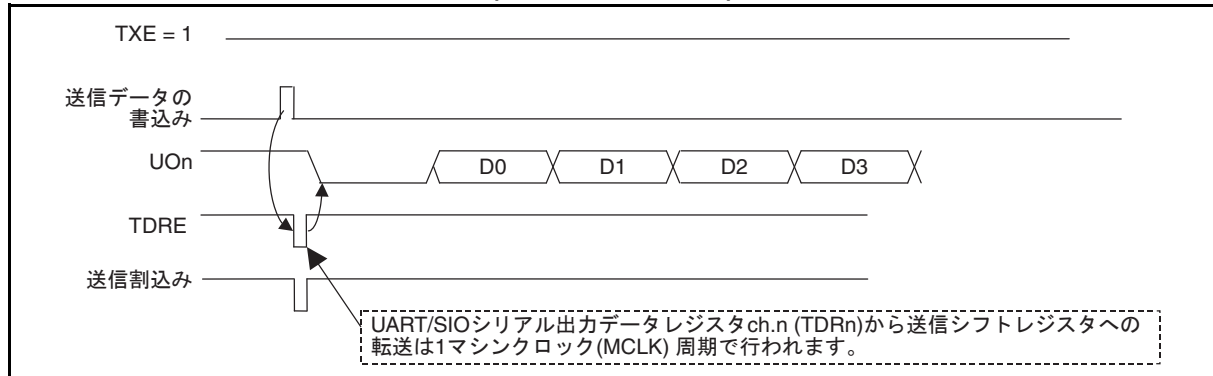 TXE = 1
送信データの
書込み
UOn
D0
D1
D2
D3
TDRE
送信割込み
UART/SIOシリアル出力データレジスタch.n (TDRn)から送信シフトレジスタへの
転送は1マシンクロック(MCLK) 周期で行われます。